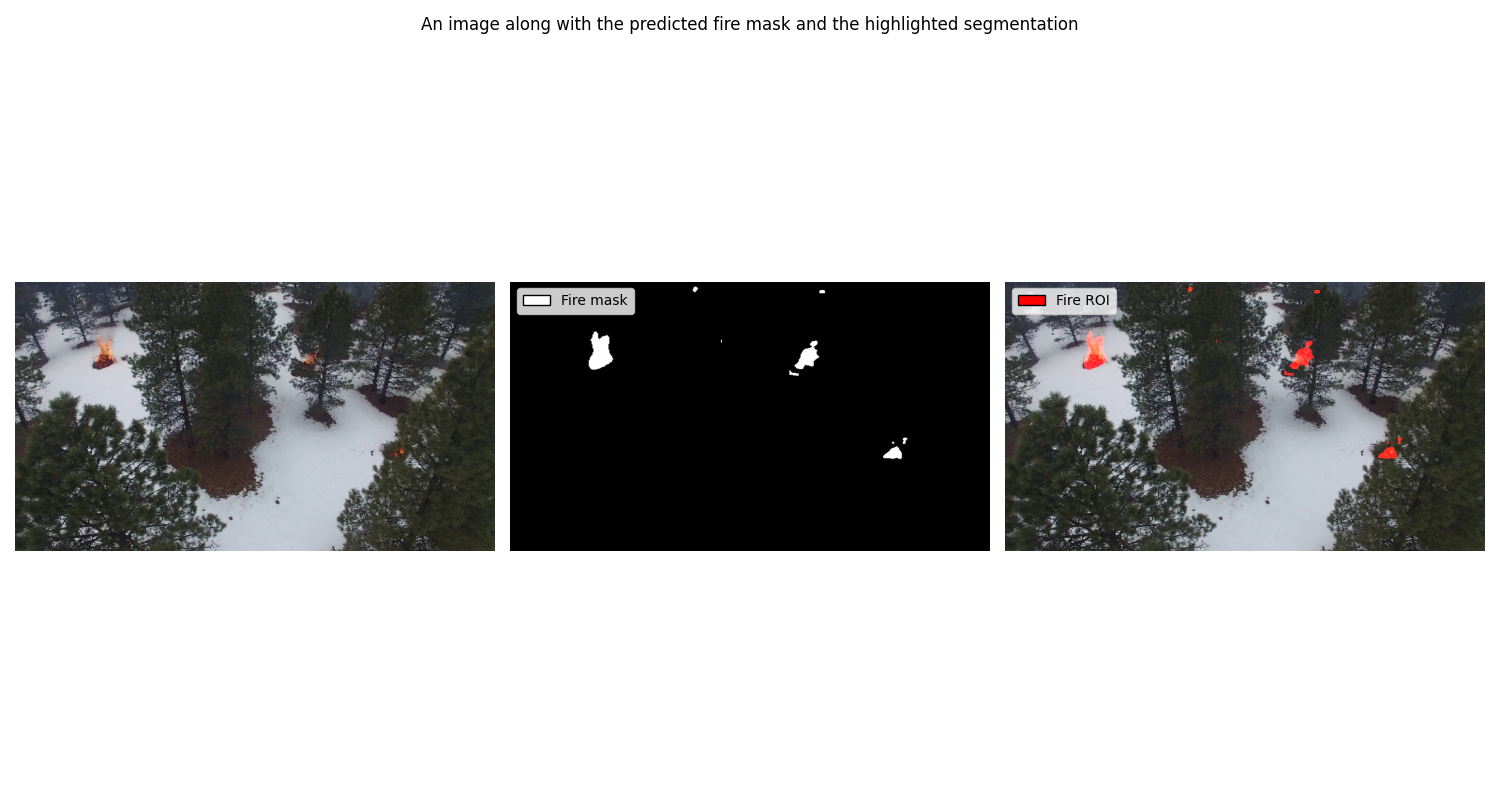 An image along with the predicted fire mask and the highlighted segmentation
Fire mask
Fire ROI